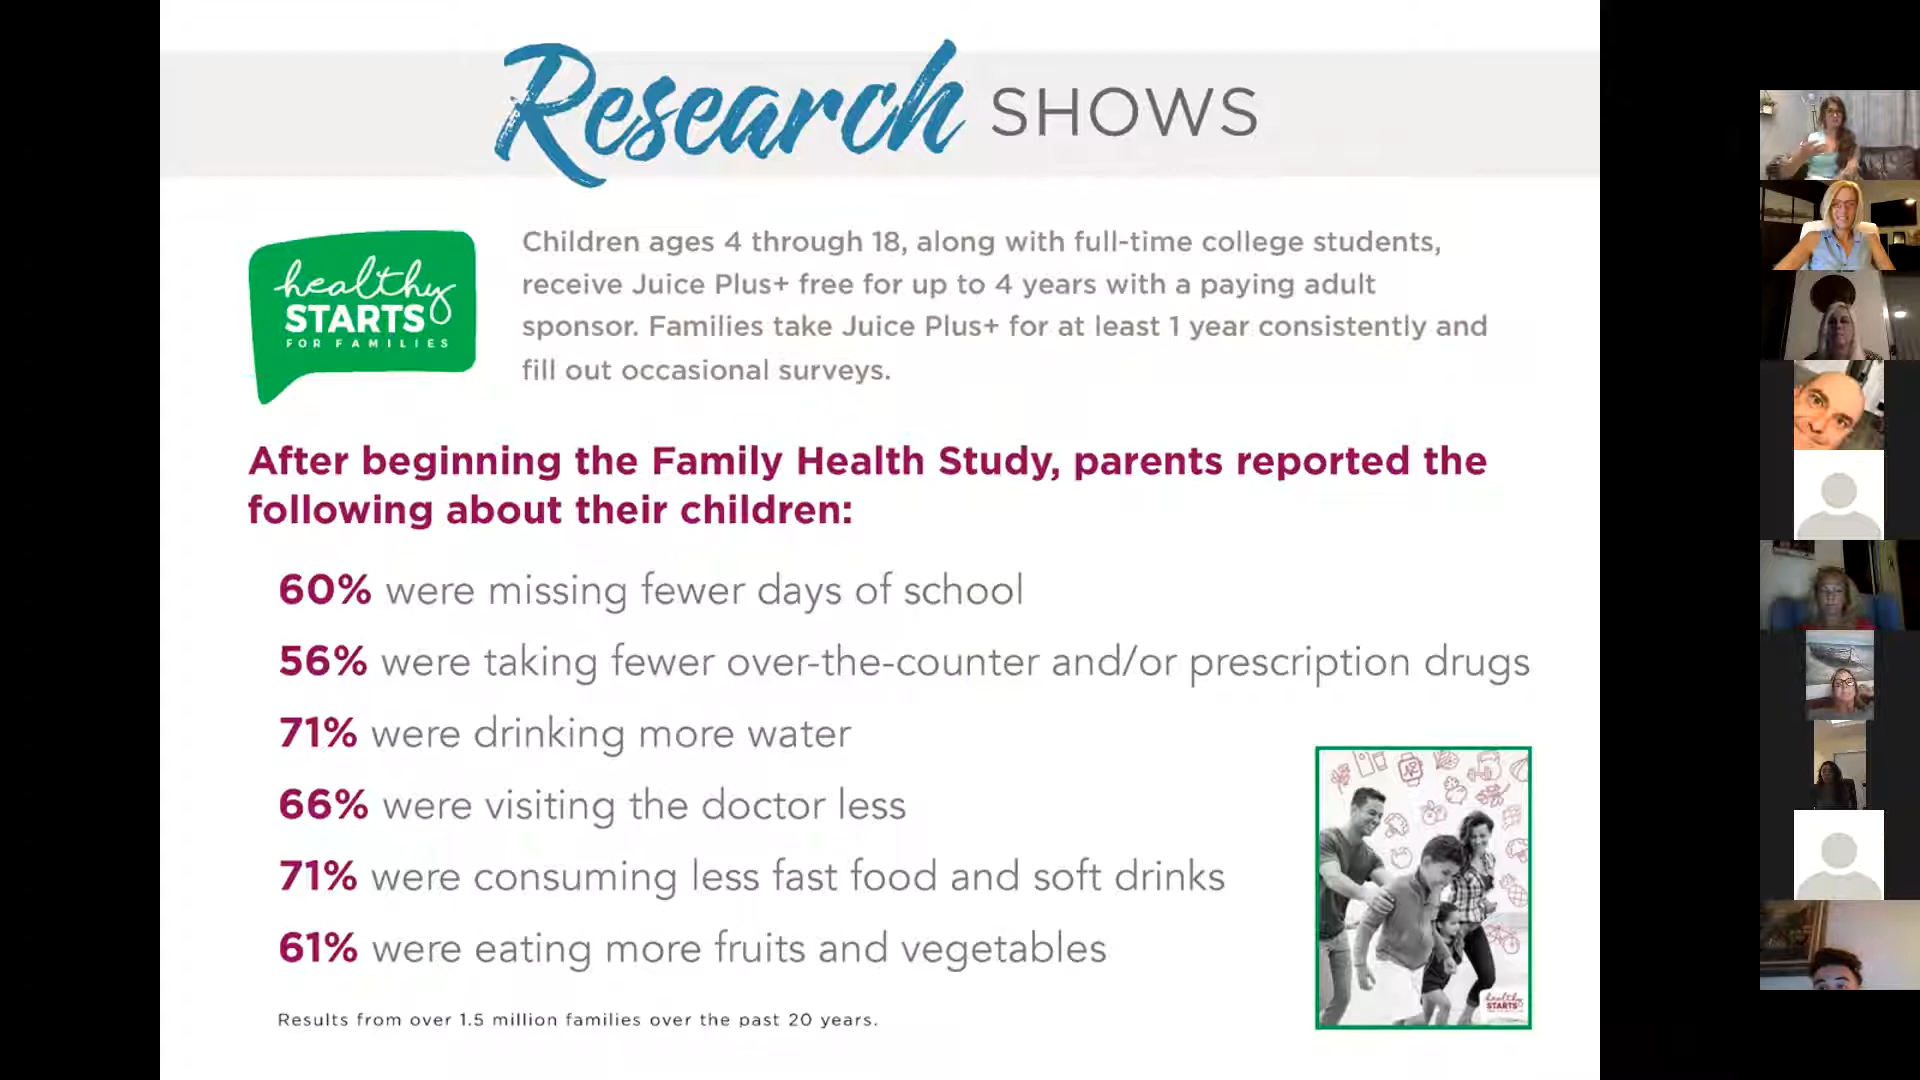 Research SHOWS
healthy
STARTS
FOR FAMILIES
Children ages 4 through 18, along with full-time college students,
receive Juice Plus+ free for up to 4 years with a paying adult
sponsor. Families take Juice Plus+ for at least 1 year consistently and
fill out occasional surveys.
After beginning the Family Health Study, parents reported the
following about their children:
60% were missing fewer days of school
56% were taking fewer over-the-counter and/or prescription drugs
71% were drinking more water
66% were visiting the doctor less
71% were consuming less fast food and soft drinks
61% were eating more fruits and vegetables
healthy
STARTS
Results from over 1.5 million families over the past 20 years.